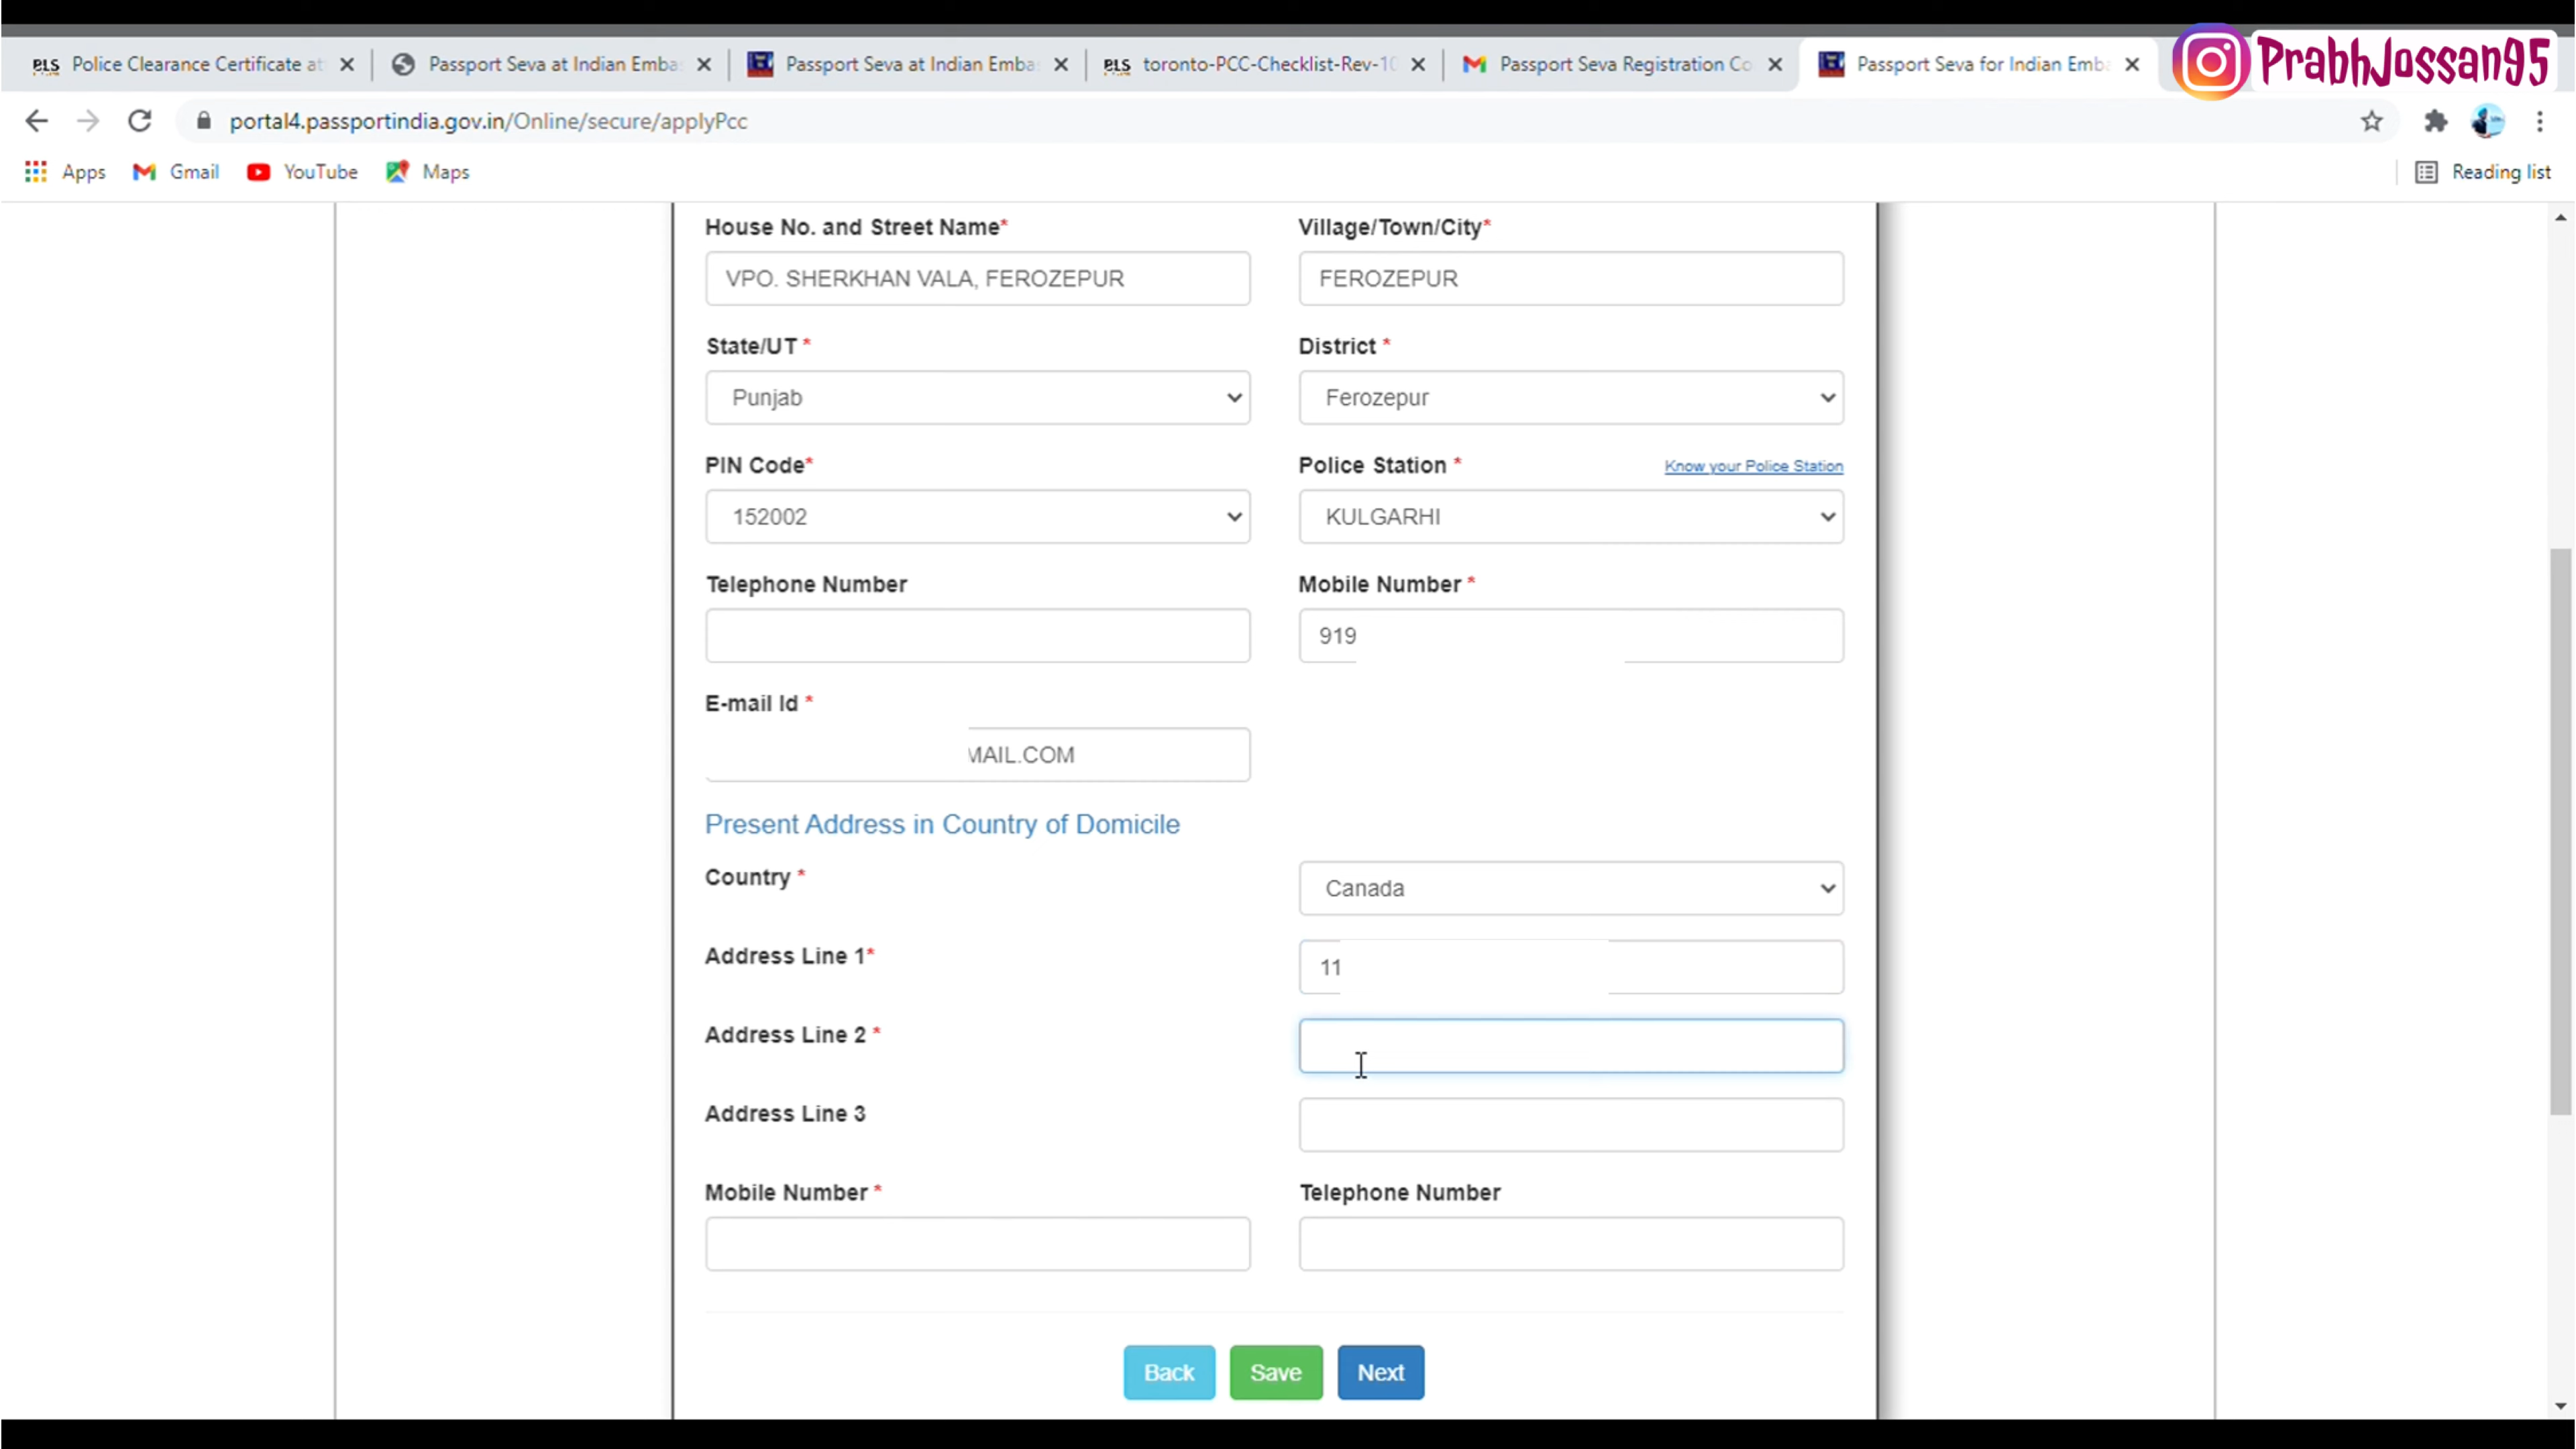 BLS Police Clearance Certificate at
Passport Seva at Indian Emba
Passport Seva at Indian Emba
BLS toronto-PCC-Checklist-Rev-10
Passport Seva Registration Co
Passport Seva for Indian Emb
PrabhJossan95
portal4.passportindia.gov.in/Online/secure/applyPcc
Apps Gmail YouTube Maps Reading list
House No. and Street Name* Village/Town/City*
VPO. SHERKHAN VALA, FEROZEPUR FEROZEPUR
State/UT * District *
Punjab Ferozepur
PIN Code* Police Station * Know your Police Station
152002 KULGARHI
Telephone Number Mobile Number *
919
E-mail Id *
MAIL.COM
Present Address in Country of Domicile
Country * Canada
Address Line 1* 11
Address Line 2 *
Address Line 3
Mobile Number * Telephone Number
Back Save Next